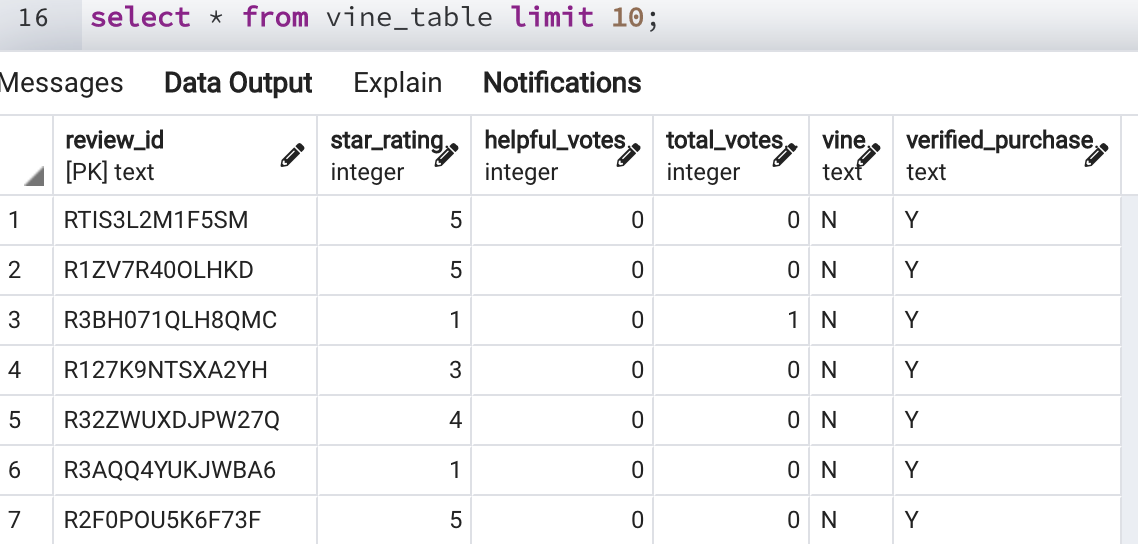 16 select * from vine_table limit 10;
Messages Data Output Explain Notifications
review_id star_rating helpful_votes total_votes vine verified_purchase
[PK] text integer integer integer text text
1 RTIS3L2M1F5SM 5 0 0 N Y
2 R1ZV7R40OLHKD 5 0 0 N Y
3 R3BH071QLH8QMC 1 0 1 N Y
4 R127K9NTSXA2YH 3 0 0 N Y
5 R32ZWUXDJPW27Q 4 0 0 N Y
6 R3AQQ4YUKJWBA6 1 0 0 N Y
7 R2F0POU5K6F73F 5 0 0 N Y